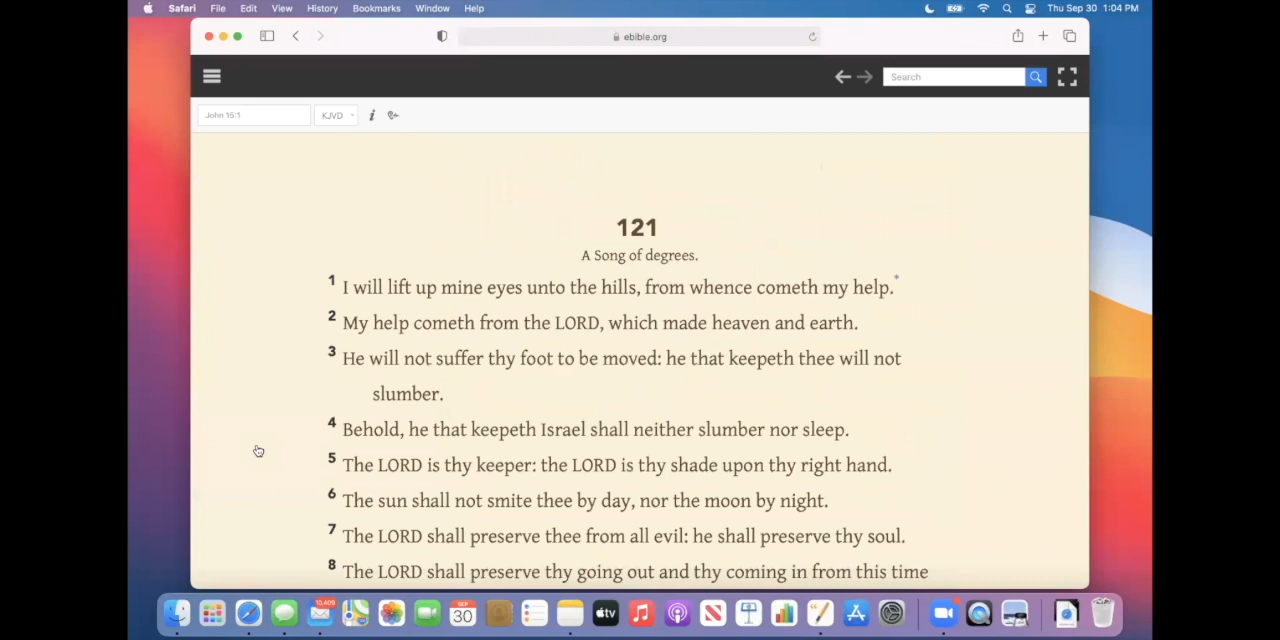 Safari File Edit View History Bookmarks Window Help Thu Sep 30 1:04 PM
ebible.org
Search
John 15:1 KJVD i
121
A Song of degrees.
1 I will lift up mine eyes unto the hills, from whence cometh my help.*
2 My help cometh from the LORD, which made heaven and earth.
3 He will not suffer thy foot to be moved: he that keepeth thee will not
slumber.
4 Behold, he that keepeth Israel shall neither slumber nor sleep.
5 The LORD is thy keeper: the LORD is thy shade upon thy right hand.
6 The sun shall not smite thee by day, nor the moon by night.
7 The LORD shall preserve thee from all evil: he shall preserve thy soul.
8 The LORD shall preserve thy going out and thy coming in from this time
10,409 SEP 30 tv